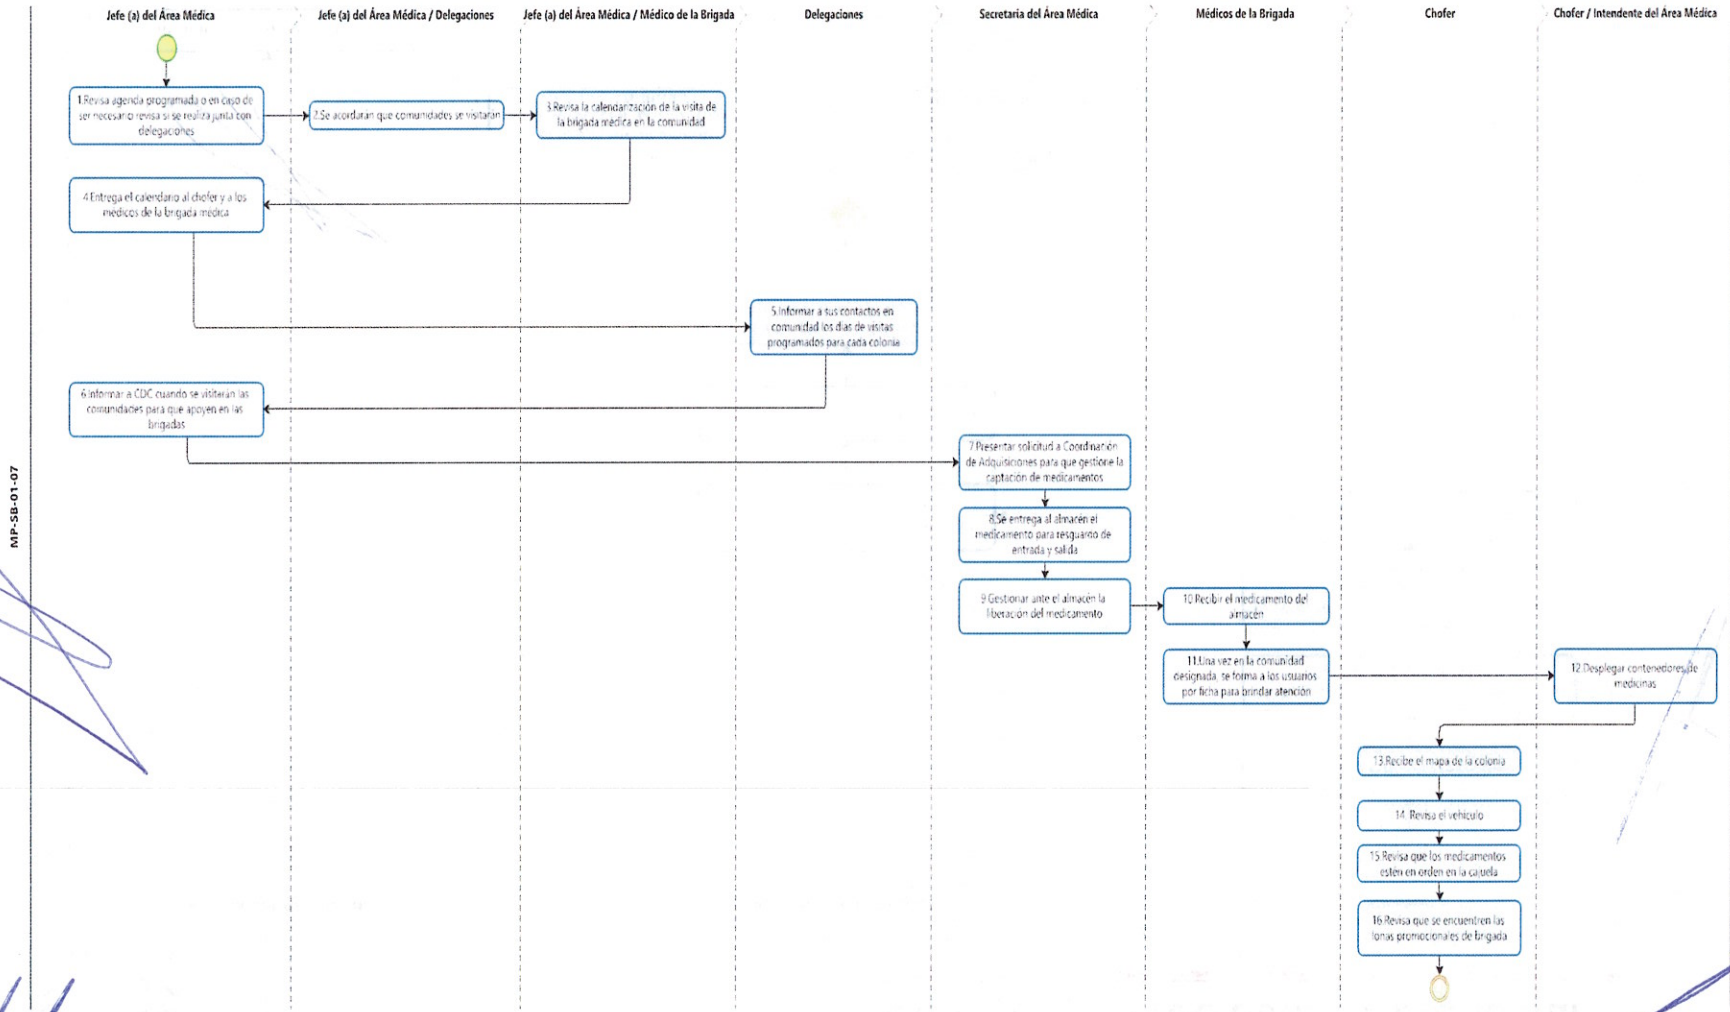 Jefe (a) del Área Médica
Jefe (a) del Área Médica / Delegaciones
Jefe (a) del Área Médica / Médico de la Brigada
Delegaciones
Secretaria del Área Médica
Médicos de la Brigada
Chofer
Chofer / Intendente del Área Médica
1.Revisa agenda programada o en caso de
ser necesario revisa si se realiza junta con
delegaciones
2.Se acordaran que comunidades se visitarán
3.Revisa la calendarización de la visita de
la brigada médica en la comunidad
4.Entrega el calendario al chofer y a los
médicos de la brigada médica
5.Informar a sus contactos en
comunidad los días de visitas
programados para cada colonia
6.Informar a CDC cuando se visitarán las
comunidades para que apoyen en las
brigadas
7.Presentar solicitud a Coordinación
de Adquisiciones para que gestione la
captación de medicamentos
8.Se entrega al almacén el
medicamento para resguardo de
entrada y salida
9.Gestionar ante el almacén la
liberación del medicamento
10.Recibir el medicamento del
almacén
11.Una vez en la comunidad
designada, se forma a los usuarios
por ficha para brindar atención
12.Desplegar contenedores de
medicinas
13.Recibe el mapa de la colonia
14. Revisa el vehículo
15.Revisa que los medicamentos
estén en orden en la cajuela
16.Revisa que se encuentren las
lonas promocionales de brigada
MP-SB-01-07